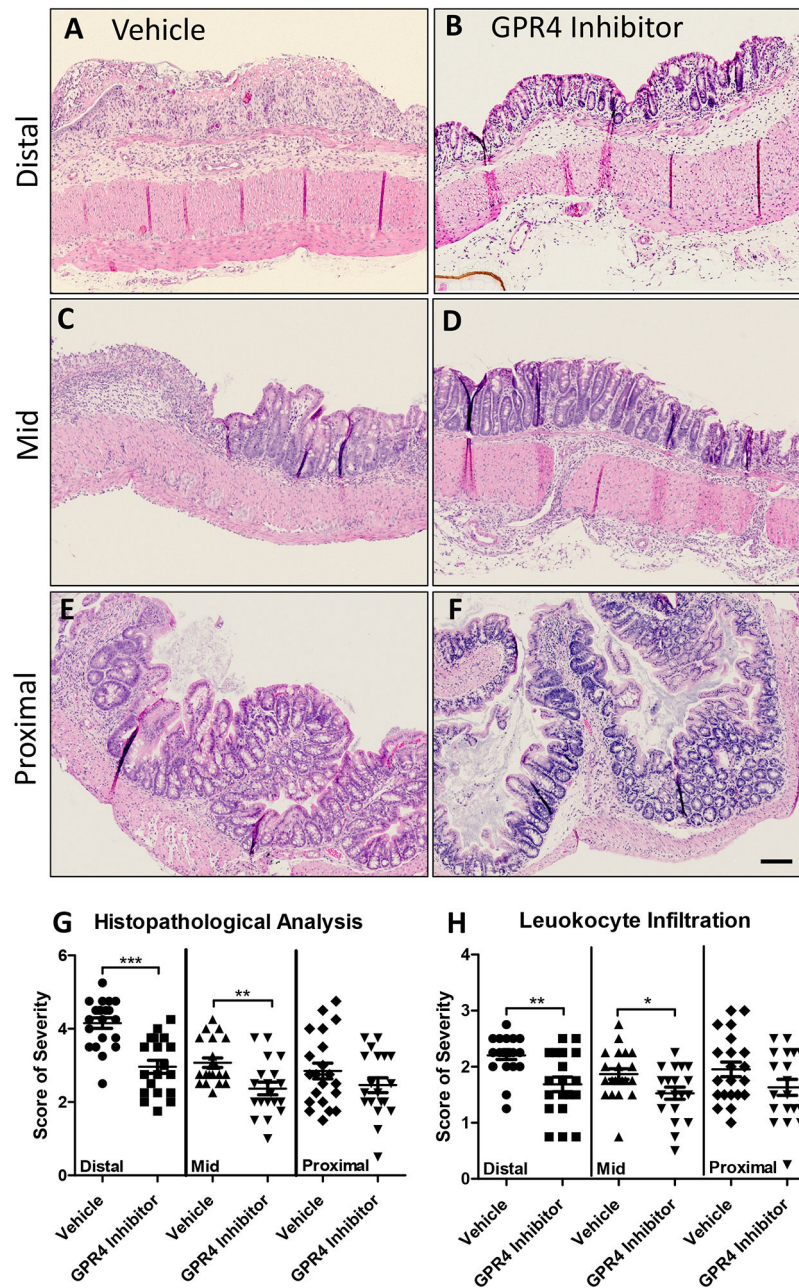 A Vehicle
B GPR4 Inhibitor
Distal
C
D
Mid
E
F
Proximal
G Histopathological Analysis
Score of Severity
6
4
2
0
***
**
Distal
Mid
Proximal
Vehicle
GPR4 Inhibitor
Vehicle
GPR4 Inhibitor
Vehicle
GPR4 Inhibitor
H Leuokocyte Infiltration
Score of Severity
4
3
2
1
0
**
*
Distal
Mid
Proximal
Vehicle
GPR4 Inhibitor
Vehicle
GPR4 Inhibitor
Vehicle
GPR4 Inhibitor